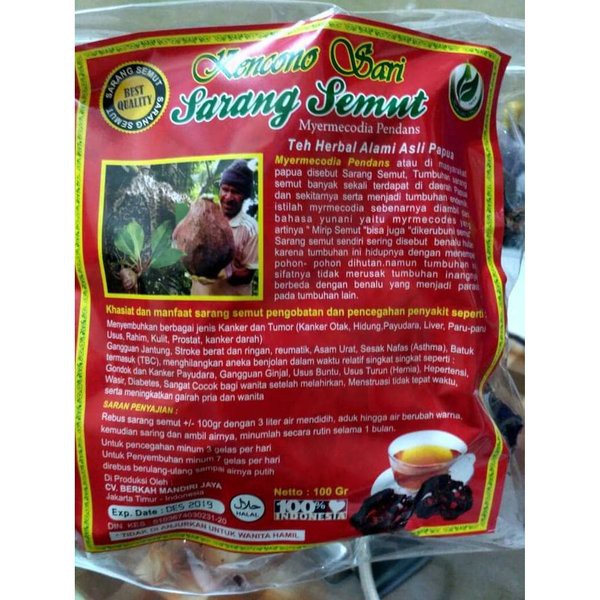 SARANG SEMUT
BEST
QUALITY
SARANG SEMUT
Koncono Sari
Sarang Semut
Myermecodia Pendans
Teh Herbal Alami Asli Papua
Myermecodia Pendans atau di masyarakat
papua disebut Sarang Semut, Tumbuhan sarang
semut banyak sekali terdapat di daerah Papua
dan sekitarnya serta menjadi tumbuhan endemik
istilah myrmecodia sebenarnya diambil dari
bahasa yunani yaitu myrmecodes yang
artinya " Mirip Semut "bisa juga "dikerubuni semut"
Sarang semut sendiri sering disebut benalu hutan
karena tumbuhan ini hidupnya dengan menempel
pohon- pohon dihutan.namun tumbuhan ini
sifatnya tidak merusak tumbuhan inangnya
berbeda dengan benalu yang menjadi parasit
pada tumbuhan lain.
Khasiat dan manfaat sarang semut pengobatan dan pencegahan penyakit seperti :
Menyembuhkan berbagai jenis Kanker dan Tumor (Kanker Otak, Hidung,Payudara, Liver, Paru-paru
Usus, Rahim, Kulit, Prostat, kanker darah)
Gangguan Jantung, Stroke berat dan ringan, reumatik, Asam Urat, Sesak Nafas (Asthma), Batuk
termasuk (TBC), menghilangkan aneka benjolan dalam waktu relatif singkat seperti :
Gondok dan Kanker Payudara, Gangguan Ginjal, Usus Buntu, Usus Turun (Hernia), Hepertensi,
Wasir, Diabetes, Sangat Cocok bagi wanita setelah melahirkan, Menstruasi tidak tepat waktu,
serta meningkatkan gairah pria dan wanita
SARAN PENYAJIAN :
Rebus sarang semut +/- 100gr dengan 3 liter air mendidih, aduk hingga air berubah warna,
kemudian saring dan ambil airnya, minumlah secara rutin selama 1 bulan.
Untuk pencegahan minum 3 gelas per hari
Untuk Penyembuhan minum 7 gelas per hari
direbus berulang-ulang sampai airnya putih
Di Produksi Oleh
CV. BERKAH MANDIRI JAYA
Jakarta Timur - Indonesia
Exp. Date : DES 2019
HALAL
Netto : 100 Gr
100%
INDONESIA
* TIDAK DI ANJURKAN UNTUK WANITA HAMIL